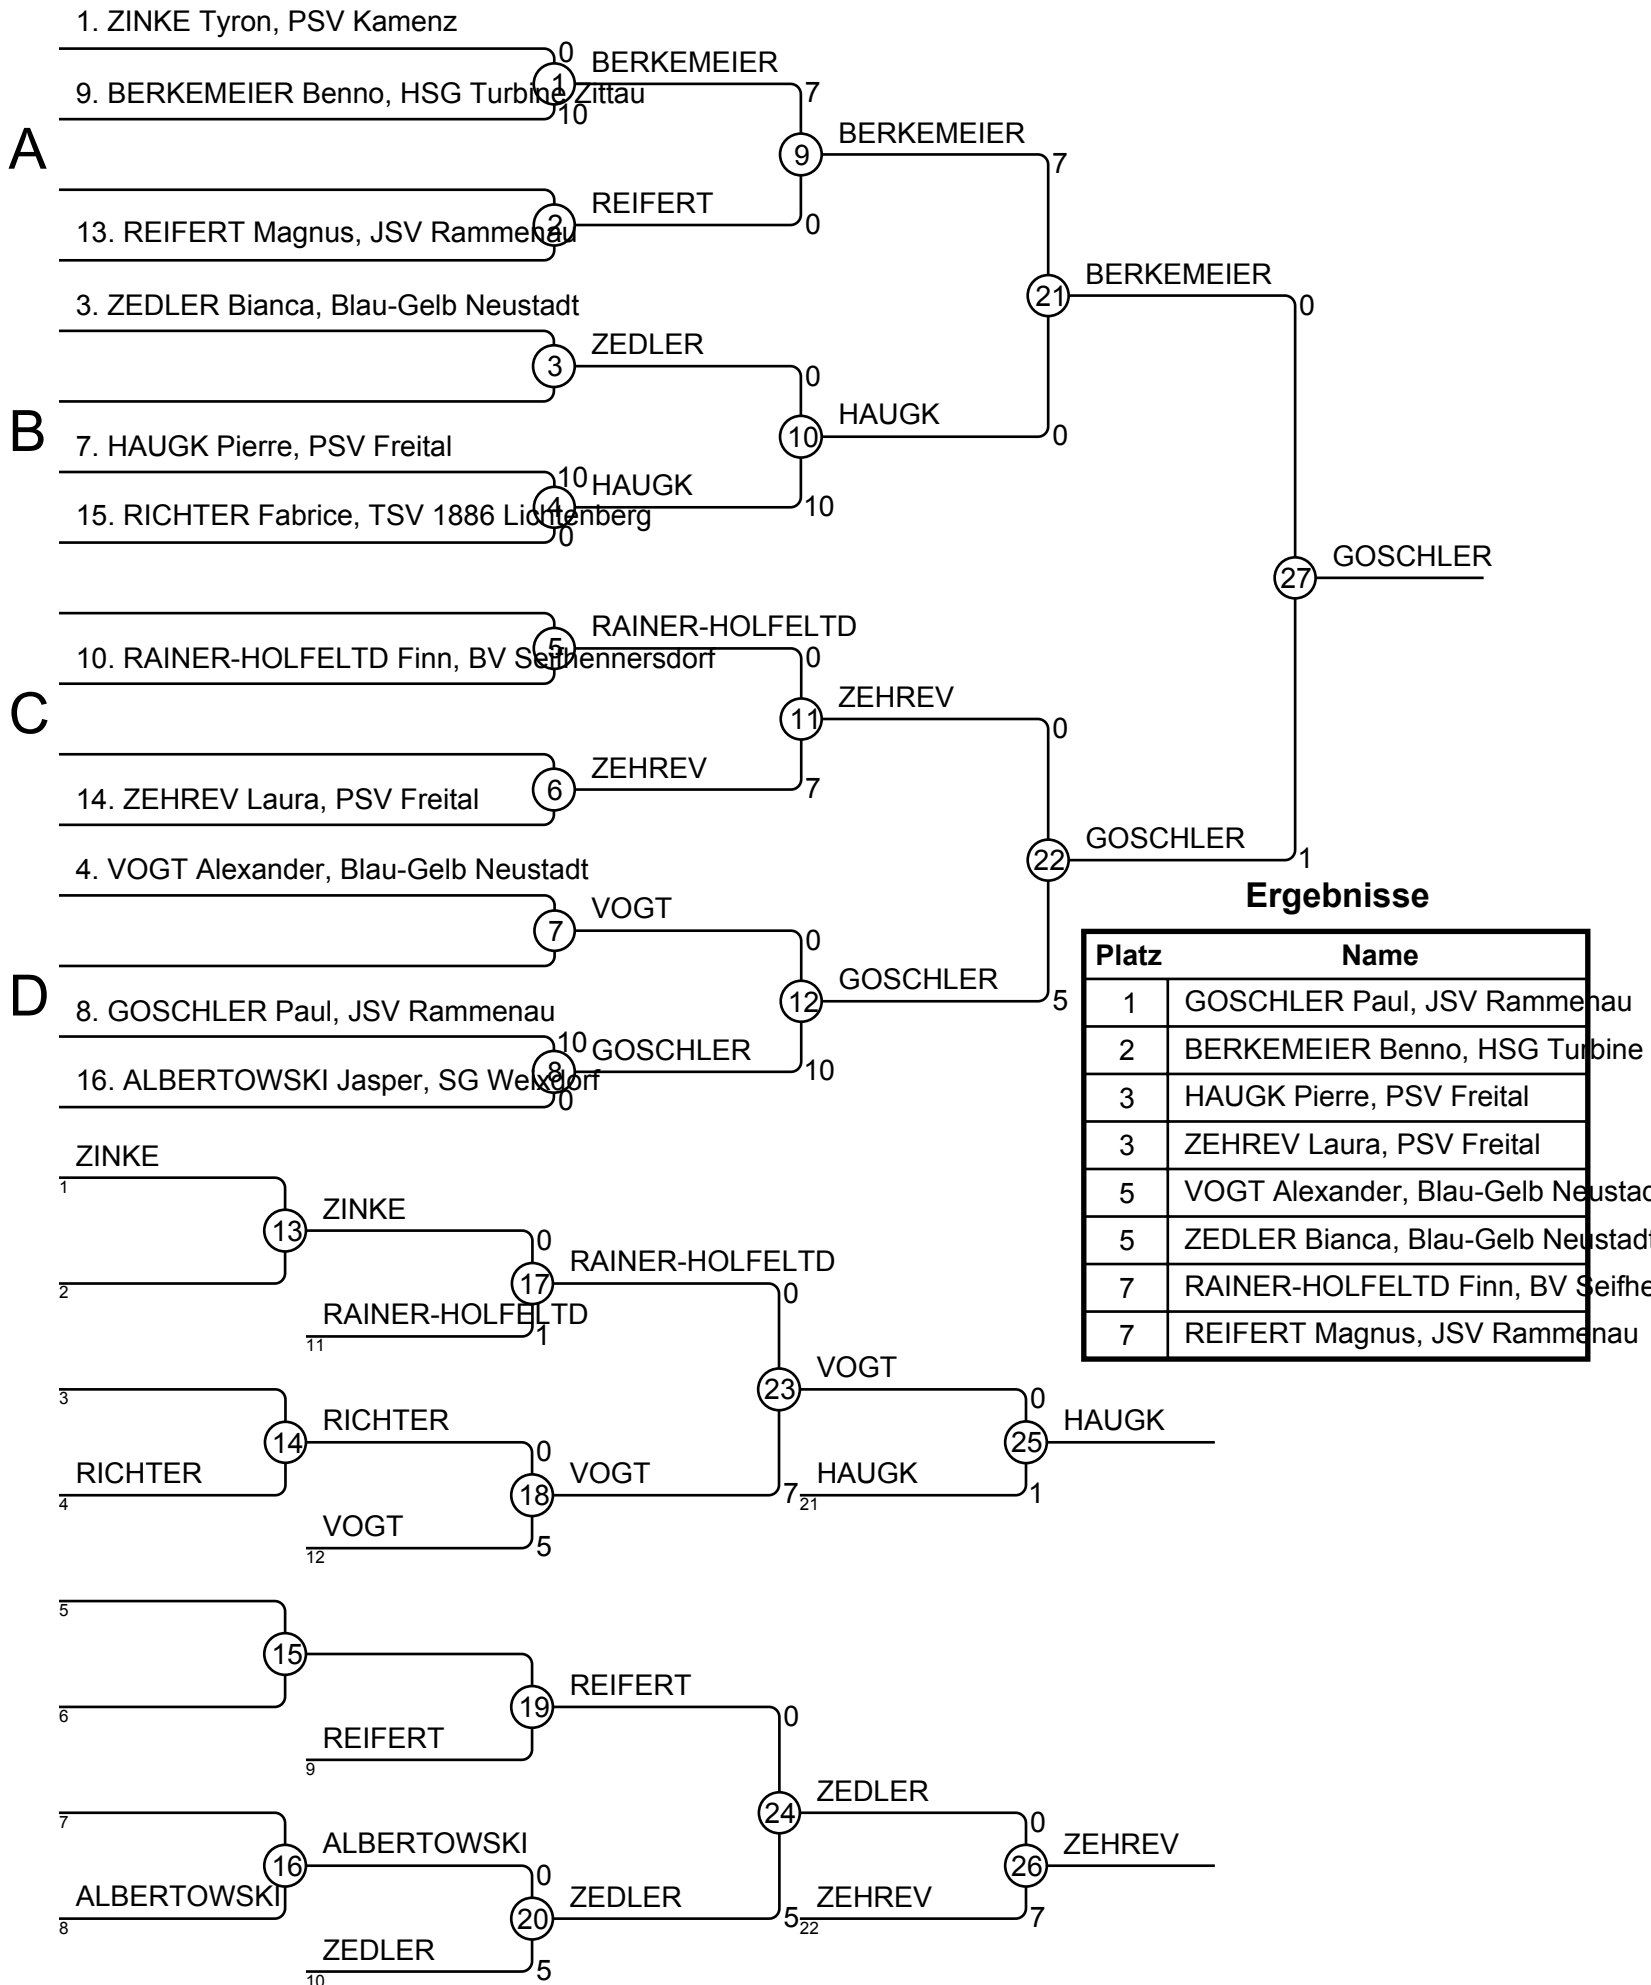 1. ZINKE Tyron, PSV Kamenz
0
BERKEMEIER
1
9. BERKEMEIER Benno, HSG Turbine Zittau
10
7
A
BERKEMEIER
9
7
REIFERT
2
13. REIFERT Magnus, JSV Rammenau
0
3. ZEDLER Bianca, Blau-Gelb Neustadt
BERKEMEIER
21
0
ZEDLER
3
0
B
HAUGK
10
0
7. HAUGK Pierre, PSV Freital
10
HAUGK
4
15. RICHTER Fabrice, TSV 1886 Lichtenberg
0
10
GOSCHLER
27
RAINER-HOLFELTD
5
10. RAINER-HOLFELTD Finn, BV Seifhennersdorf
0
C
ZEHREV
11
0
ZEHREV
6
14. ZEHREV Laura, PSV Freital
7
4. VOGT Alexander, Blau-Gelb Neustadt
GOSCHLER
22
1
VOGT
7
0
D
GOSCHLER
12
5
8. GOSCHLER Paul, JSV Rammenau
10
GOSCHLER
8
16. ALBERTOWSKI Jasper, SG Weixdorf
0
10
Ergebnisse
Platz Name
1 GOSCHLER Paul, JSV Rammenau
2 BERKEMEIER Benno, HSG Turbine
3 HAUGK Pierre, PSV Freital
3 ZEHREV Laura, PSV Freital
5 VOGT Alexander, Blau-Gelb Neustad
5 ZEDLER Bianca, Blau-Gelb Neustadt
7 RAINER-HOLFELTD Finn, BV Seifhe
7 REIFERT Magnus, JSV Rammenau
ZINKE
1
13
2
ZINKE
0
17
RAINER-HOLFELTD
11
1
RAINER-HOLFELTD
0
3
14
RICHTER
4
RICHTER
0
18
VOGT
12
5
VOGT
7
23
VOGT
0
25
HAUGK
21
1
HAUGK
5
15
6
19
REIFERT
9
REIFERT
0
7
16
ALBERTOWSKI
8
ALBERTOWSKI
0
20
ZEDLER
10
5
ZEDLER
5
24
ZEDLER
0
26
ZEHREV
22
7
ZEHREV